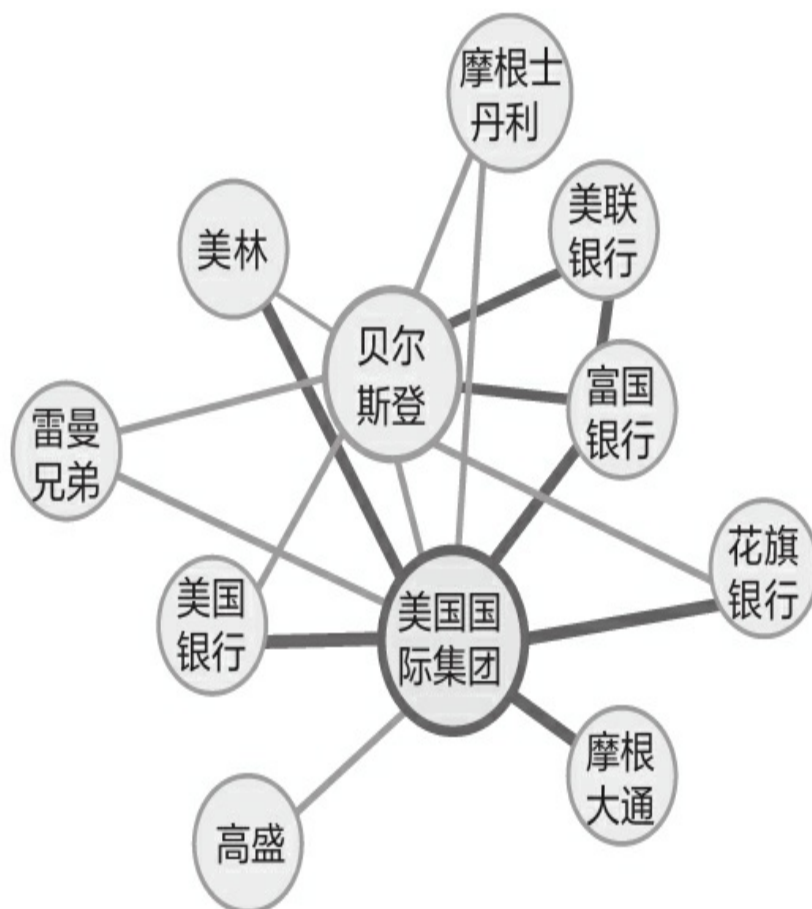 摩根士
丹利
美联
银行
美林
贝尔
斯登
富国
银行
雷曼
兄弟
花旗
银行
美国
银行
美国国
际集团
摩根
大通
高盛